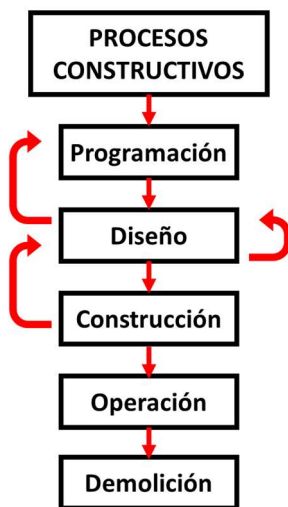 PROCESOS
CONSTRUCTIVOS
Programación
Diseño
Construcción
Operación
Demolición